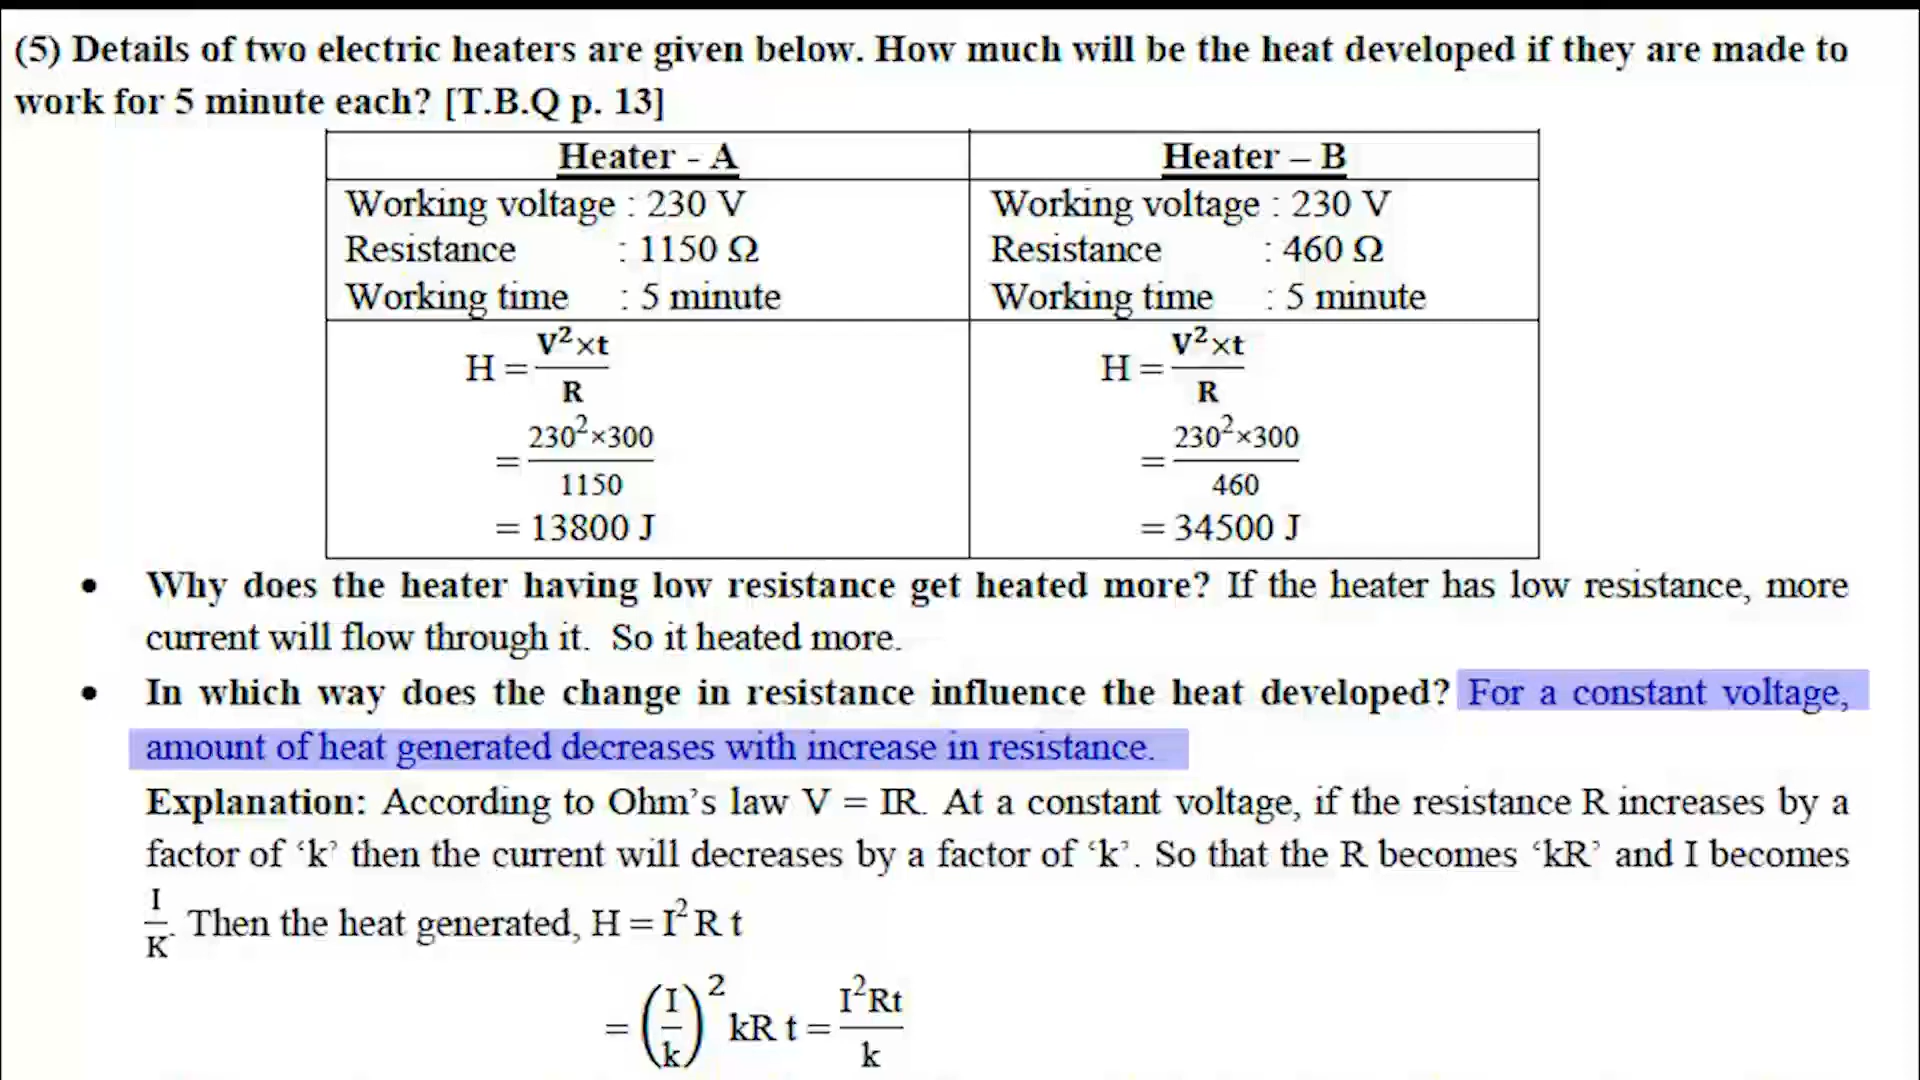 (5) Details of two electric heaters are given below. How much will be the heat developed if they are made to
work for 5 minute each? [T.B.Q p. 13]
Heater - A
Working voltage : 230 V
Resistance : 1150 Ω
Working time : 5 minute
H = V²×t / R
= 230²×300 / 1150
= 13800 J
Heater – B
Working voltage : 230 V
Resistance : 460 Ω
Working time : 5 minute
H = V²×t / R
= 230²×300 / 460
= 34500 J
• Why does the heater having low resistance get heated more? If the heater has low resistance, more
current will flow through it. So it heated more.
• In which way does the change in resistance influence the heat developed? For a constant voltage,
amount of heat generated decreases with increase in resistance.
Explanation: According to Ohm's law V = IR. At a constant voltage, if the resistance R increases by a
factor of ‘k’ then the current will decreases by a factor of ‘k’. So that the R becomes ‘kR’ and I becomes
I / K. Then the heat generated, H = I² R t
= (I / k)² kR t = I²Rt / k